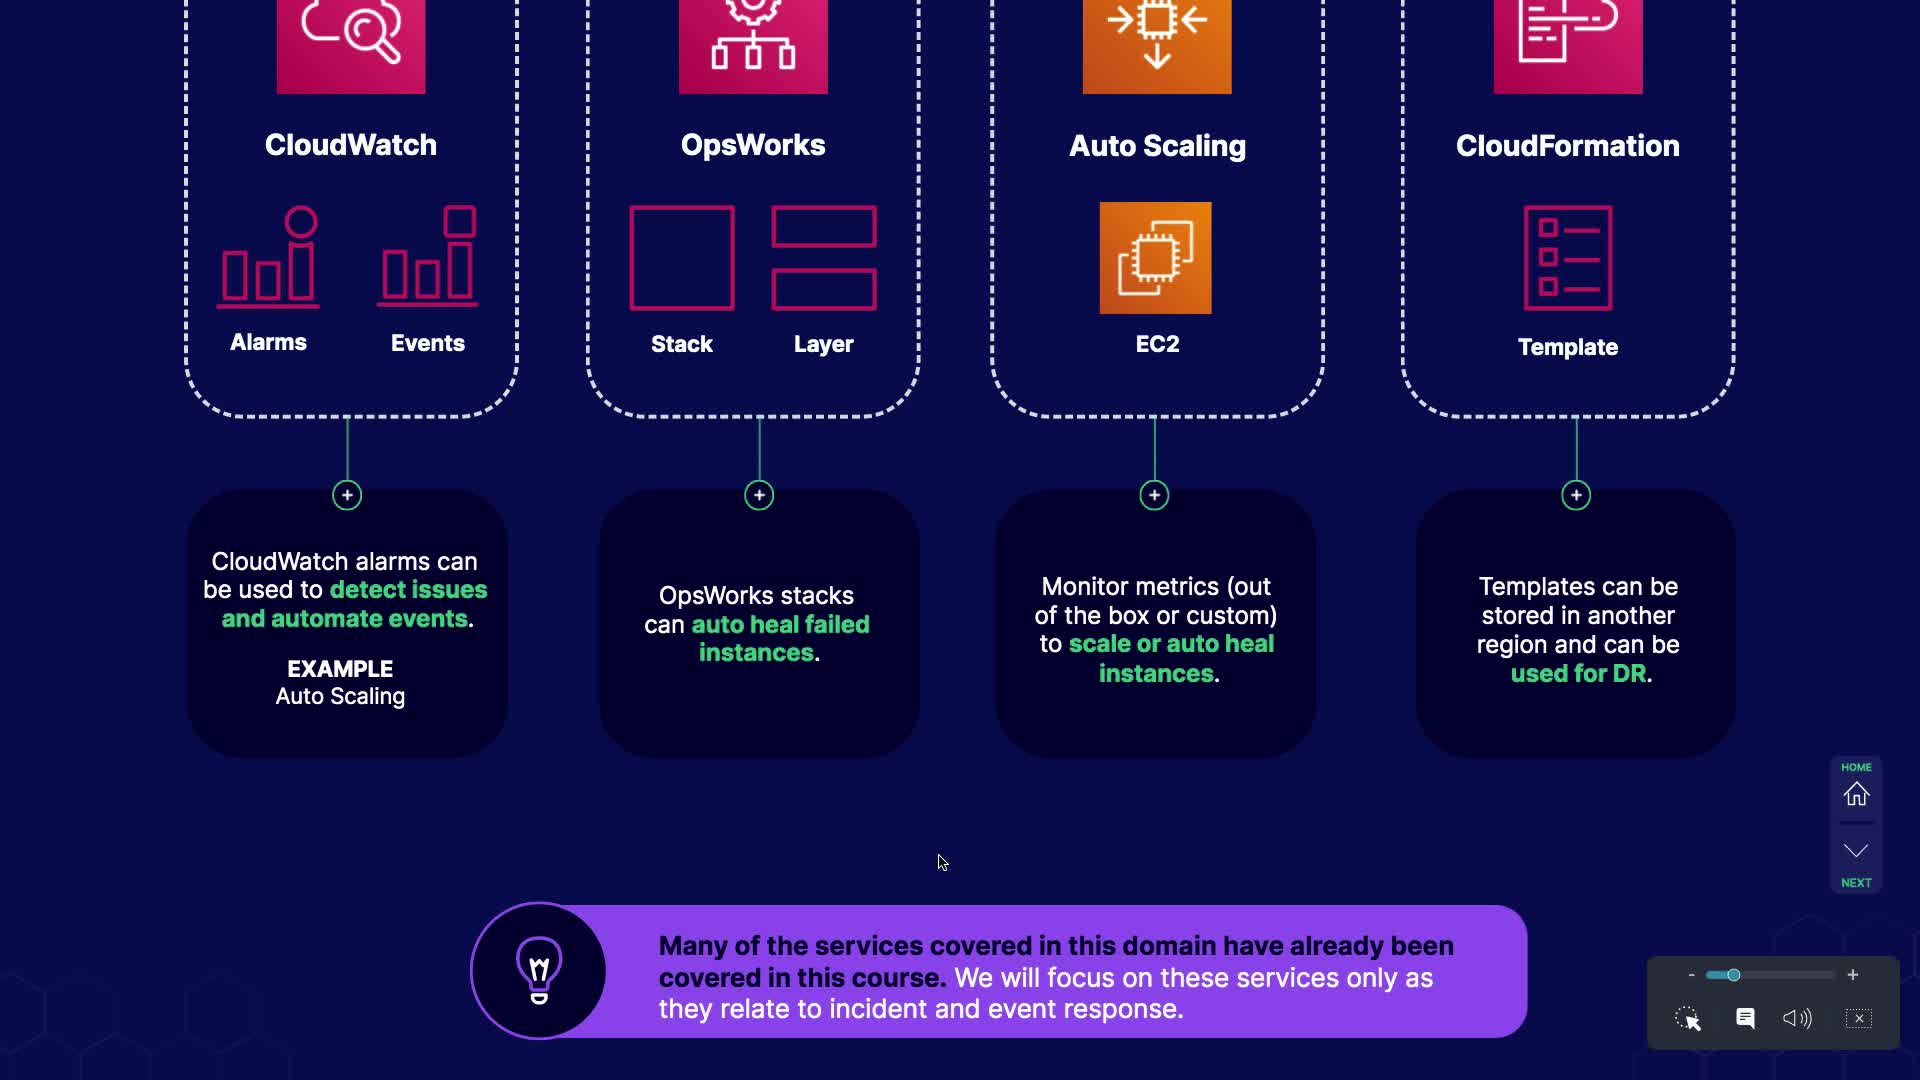 CloudWatch
OpsWorks
Auto Scaling
CloudFormation
Alarms
Events
Stack
Layer
EC2
Template
CloudWatch alarms can
be used to detect issues
and automate events.
EXAMPLE
Auto Scaling
OpsWorks stacks
can auto heal failed
instances.
Monitor metrics (out
of the box or custom)
to scale or auto heal
instances.
Templates can be
stored in another
region and can be
used for DR.
HOME
NEXT
Many of the services covered in this domain have already been
covered in this course. We will focus on these services only as
they relate to incident and event response.